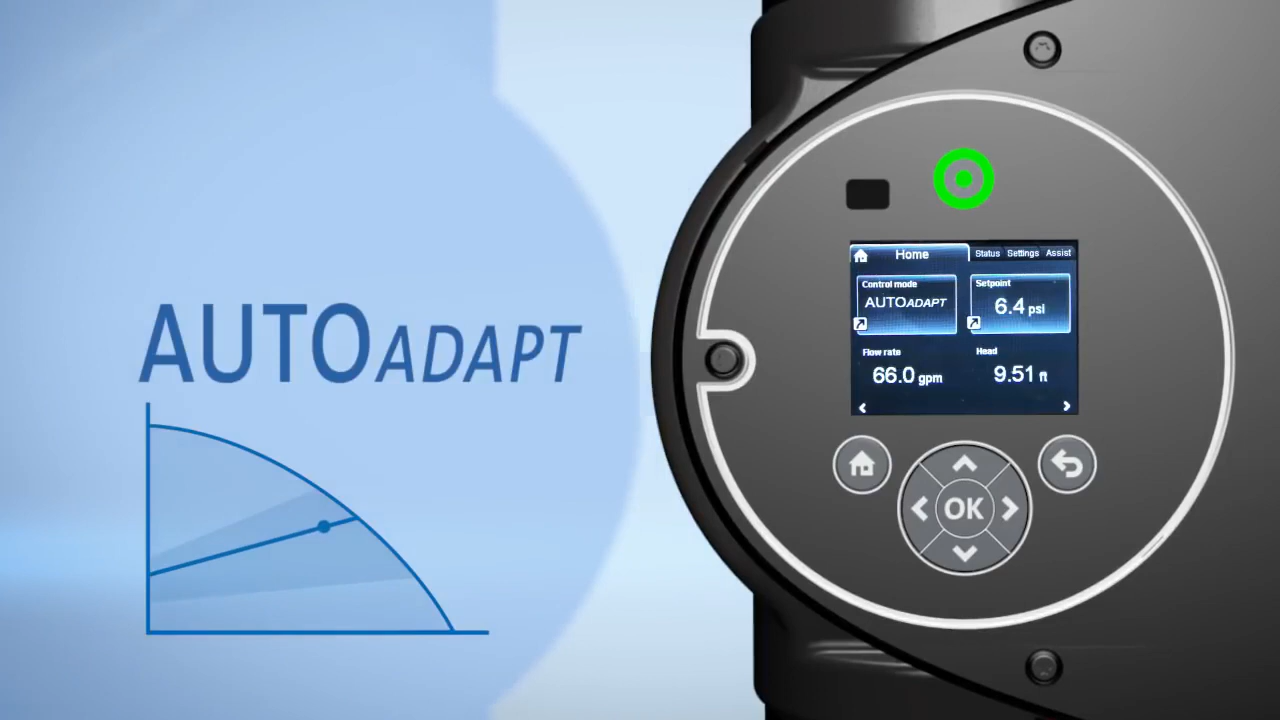 AUTOADAPT
Home Status Settings Assist
Control mode
AUTOADAPT
Setpoint
6.4 psi
Flow rate
66.0 gpm
Head
9.51 ft
OK